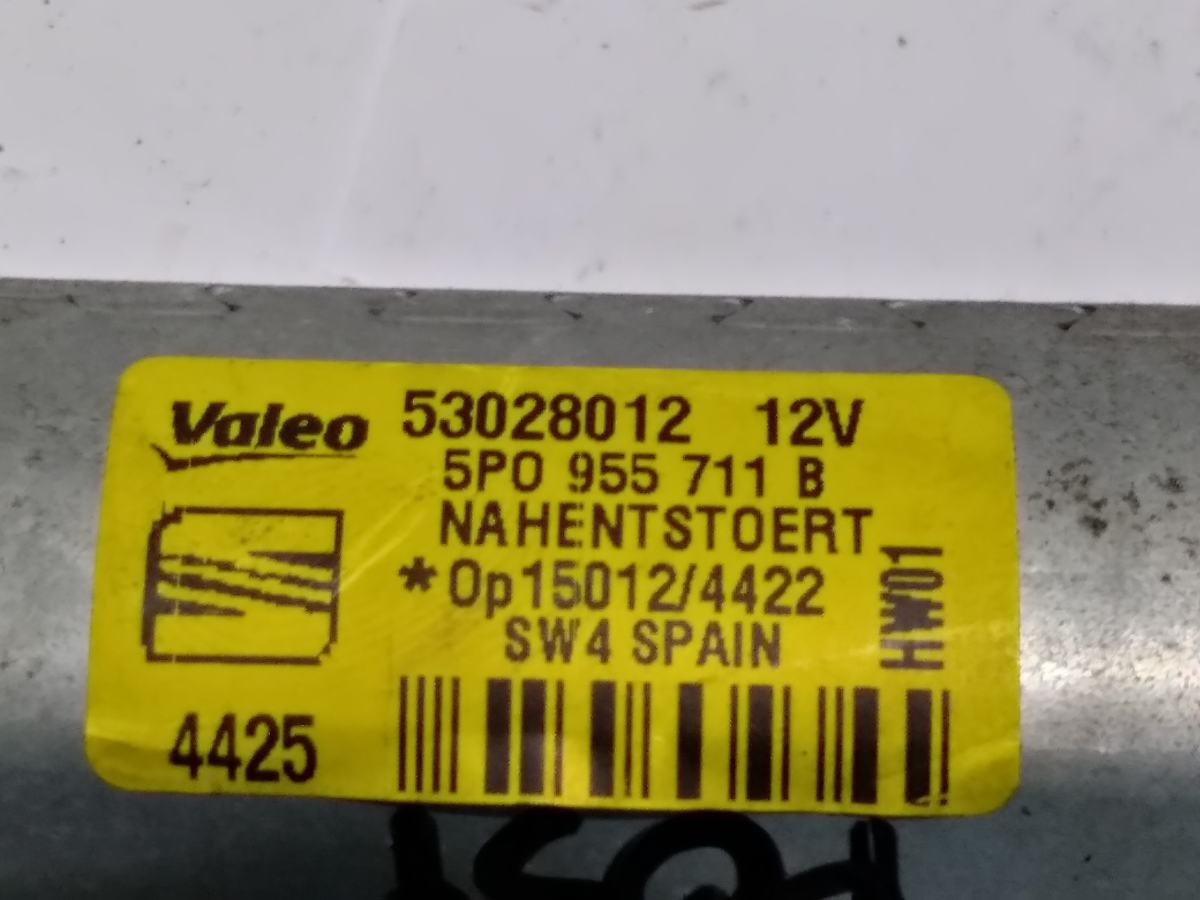 Valeo 53028012 12V
5P0 955 711 B
NAHENTSTOERT
*Op15012/4422
SW4 SPAIN
HW01
4425